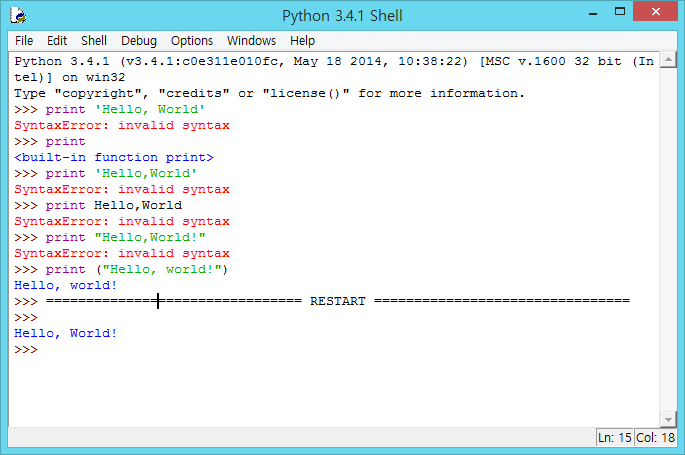 Python 3.4.1 Shell
File Edit Shell Debug Options Windows Help
Python 3.4.1 (v3.4.1:c0e311e010fc, May 18 2014, 10:38:22) [MSC v.1600 32 bit (In
tel)] on win32
Type "copyright", "credits" or "license()" for more information.
>>> print 'Hello, World'
SyntaxError: invalid syntax
>>> print
<built-in function print>
>>> print 'Hello,World'
SyntaxError: invalid syntax
>>> print Hello,World
SyntaxError: invalid syntax
>>> print "Hello,World!"
SyntaxError: invalid syntax
>>> print ("Hello, world!")
Hello, world!
>>> ================================ RESTART ================================
>>>
Hello, World!
>>>
Ln: 15 Col: 18